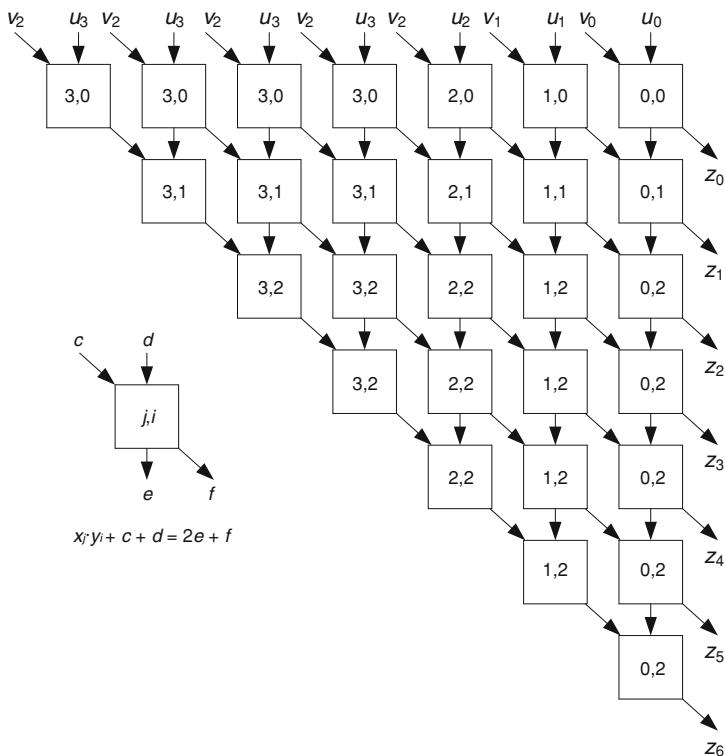 v2 u3 v2 u3 v2 u3 v2 u3 v2 u2 v1 u1 v0 u0
3,0 3,0 3,0 3,0 2,0 1,0 0,0
z0
3,1 3,1 3,1 2,1 1,1 0,1
z1
3,2 3,2 2,2 1,2 0,2
z2
c d
3,2 2,2 1,2 0,2
j,i
z3
2,2 1,2 0,2
e f
xj·yi + c + d = 2e + f
z4
1,2 0,2
z5
0,2
z6